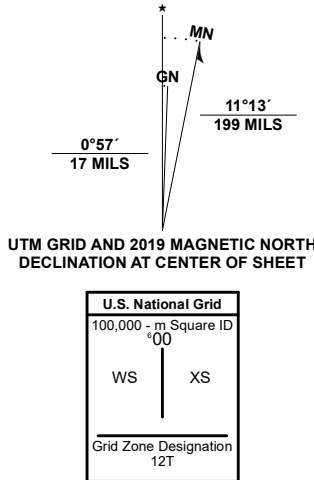 ★
MN
GN
11°13´
199 MILS
0°57´
17 MILS
UTM GRID AND 2019 MAGNETIC NORTH
DECLINATION AT CENTER OF SHEET
U.S. National Grid
100,000 - m Square ID
⁶00
WS XS
Grid Zone Designation
12T